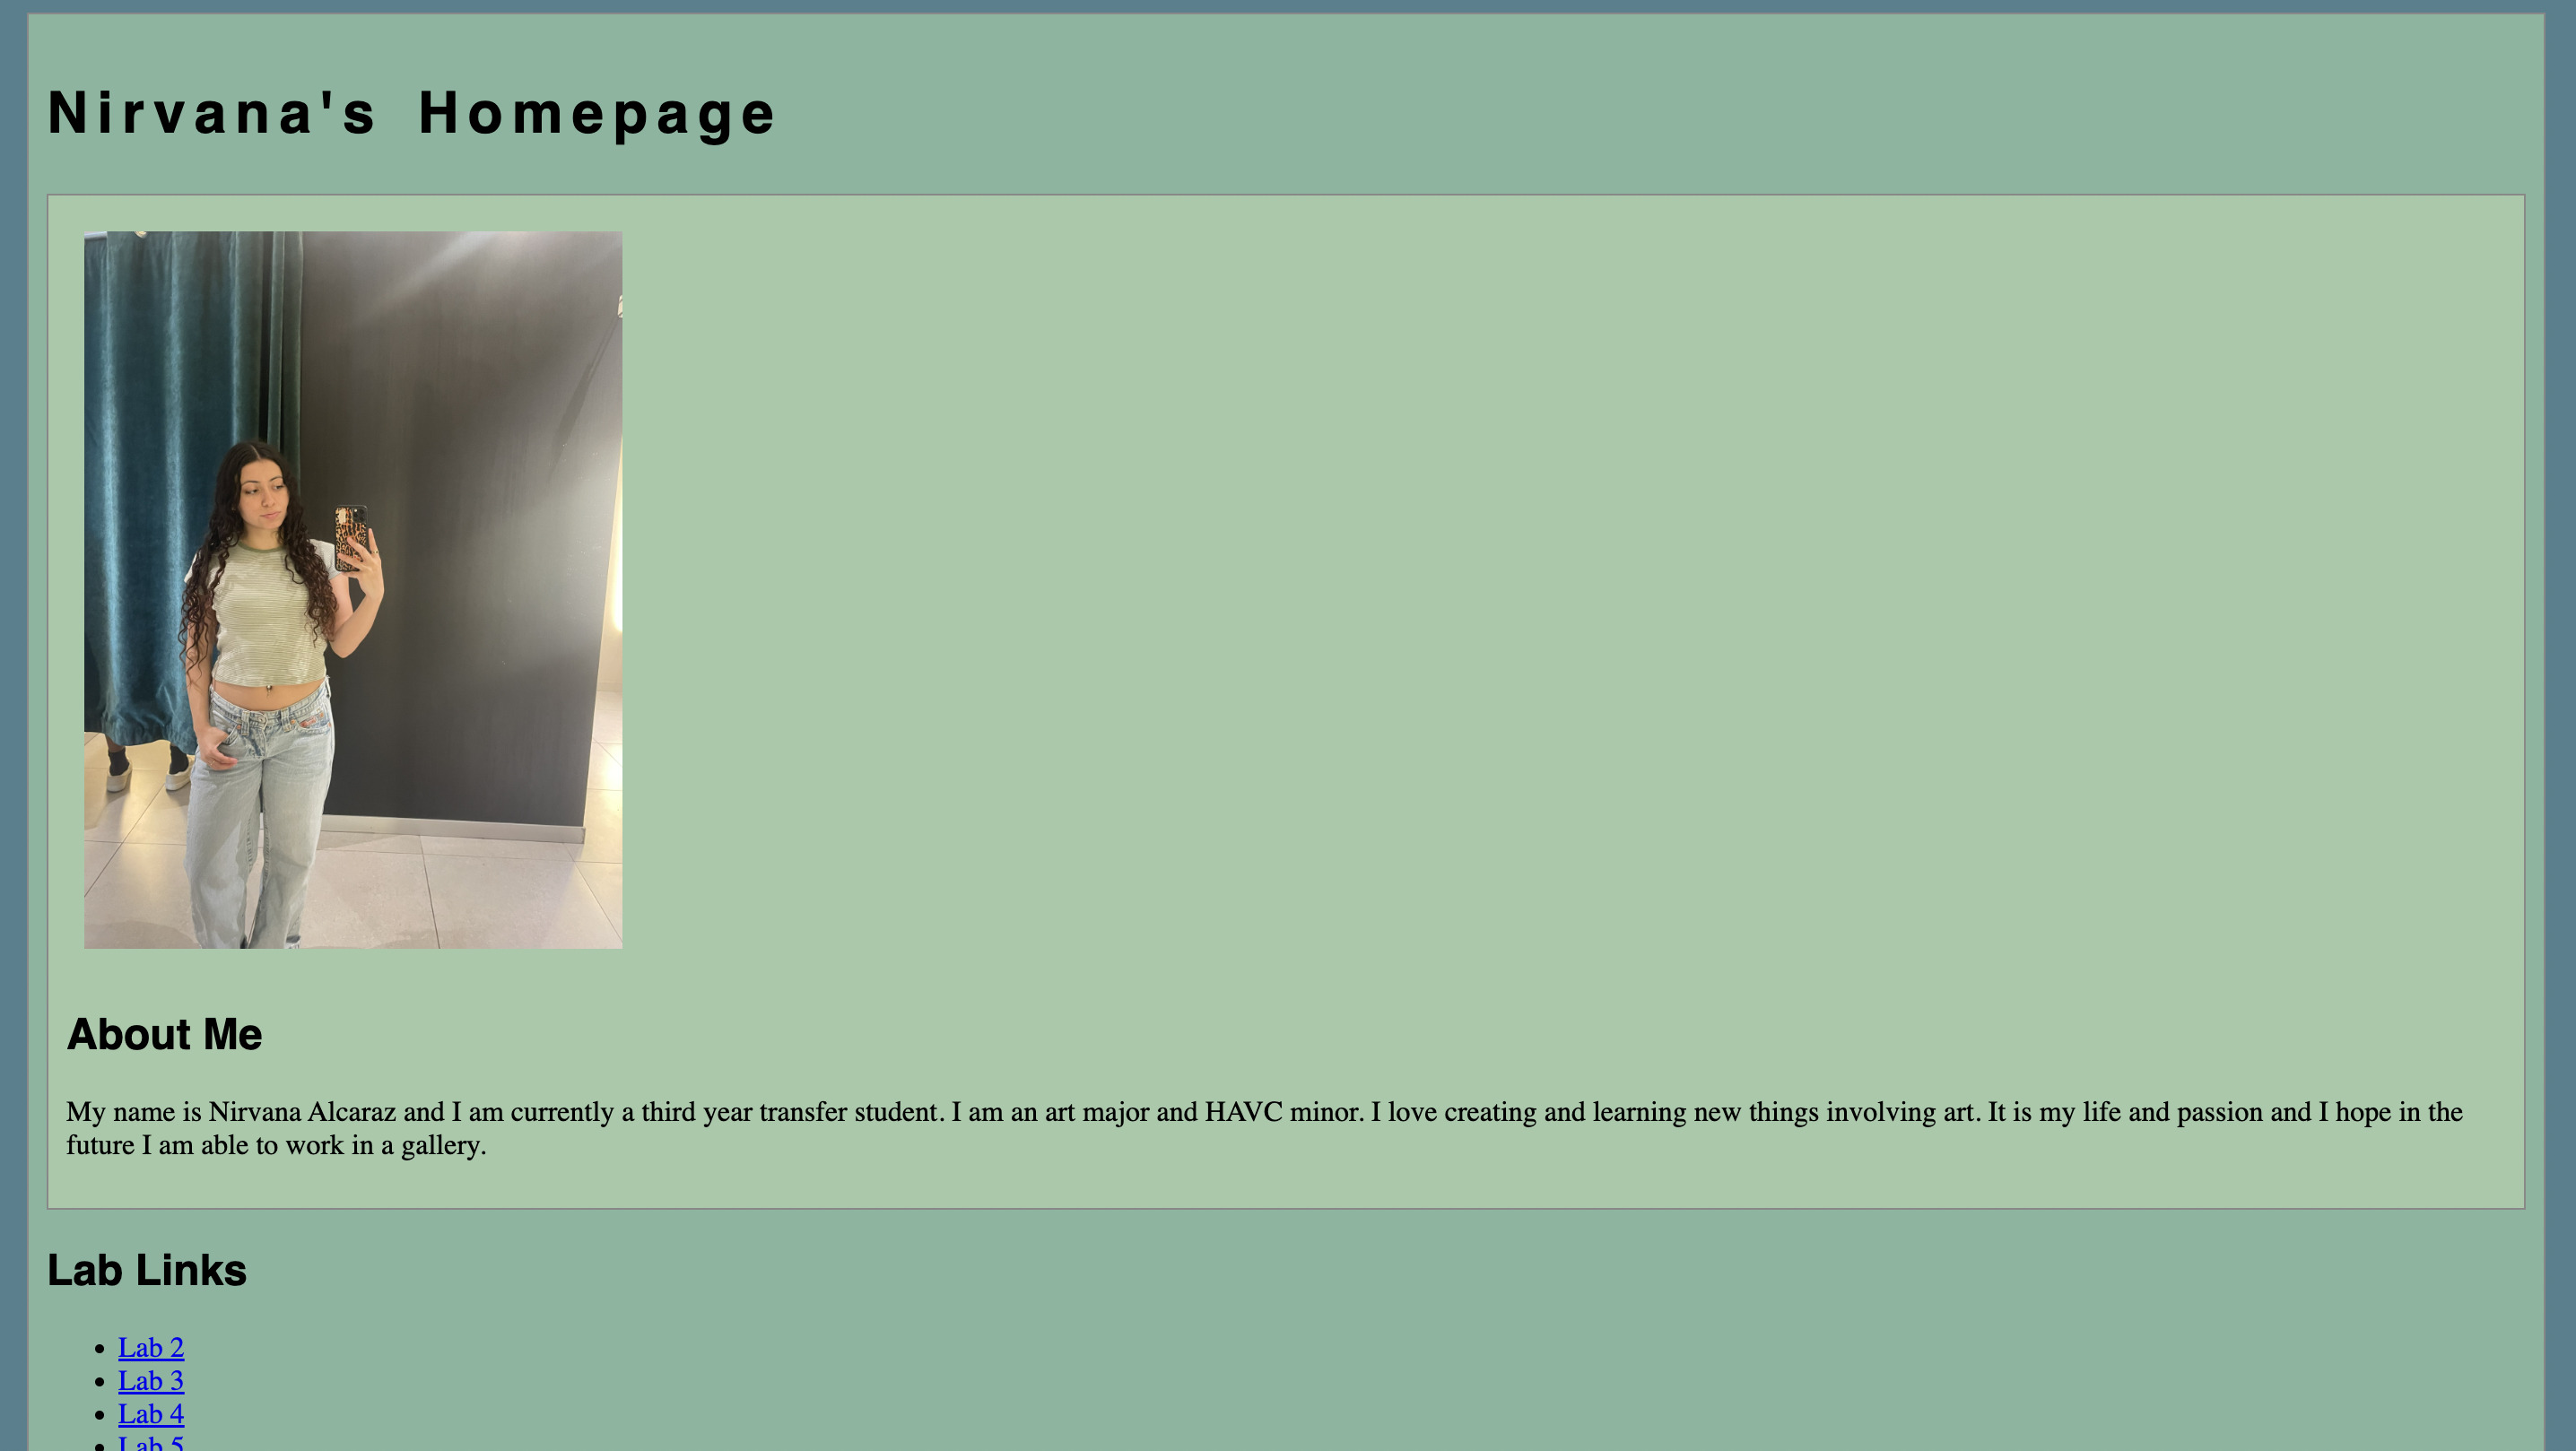 Nirvana's Homepage
About Me
My name is Nirvana Alcaraz and I am currently a third year transfer student. I am an art major and HAVC minor. I love creating and learning new things involving art. It is my life and passion and I hope in the
future I am able to work in a gallery.
Lab Links
Lab 2
Lab 3
Lab 4
Lab 5